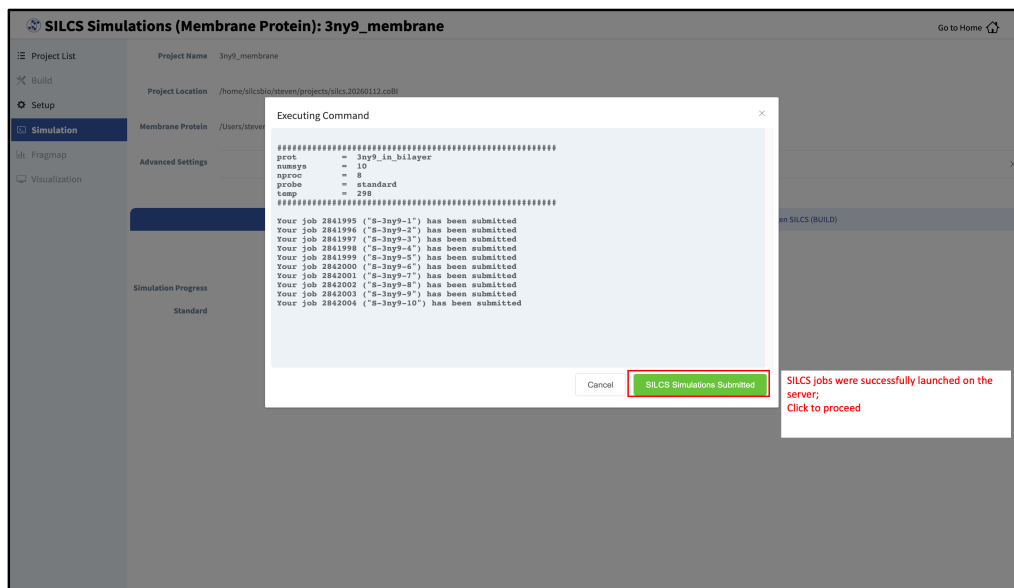 SILCS Simulations (Membrane Protein): 3ny9_membrane
Go to Home
Project List
Build
Setup
Simulation
Fragmap
Visualization
Project Name 3ny9_membrane
Project Location /home/silcsbio/steven/projects/silcs.20260112.coBI
Membrane Protein /Users/steven
Advanced Settings
Executing Command
×
########################################################
prot = 3ny9_in_bilayer
numsys = 10
nproc = 8
probe = standard
temp = 298
########################################################
Your job 2841995 ("S-3ny9-1") has been submitted
Your job 2841996 ("S-3ny9-2") has been submitted
Your job 2841997 ("S-3ny9-3") has been submitted
Your job 2841998 ("S-3ny9-4") has been submitted
Your job 2841999 ("S-3ny9-5") has been submitted
Your job 2842000 ("S-3ny9-6") has been submitted
Your job 2842001 ("S-3ny9-7") has been submitted
Your job 2842002 ("S-3ny9-8") has been submitted
Your job 2842003 ("S-3ny9-9") has been submitted
Your job 2842004 ("S-3ny9-10") has been submitted
SILCS (BUILD)
Simulation Progress
Standard
Cancel
SILCS Simulations Submitted
SILCS jobs were successfully launched on the
server;
Click to proceed